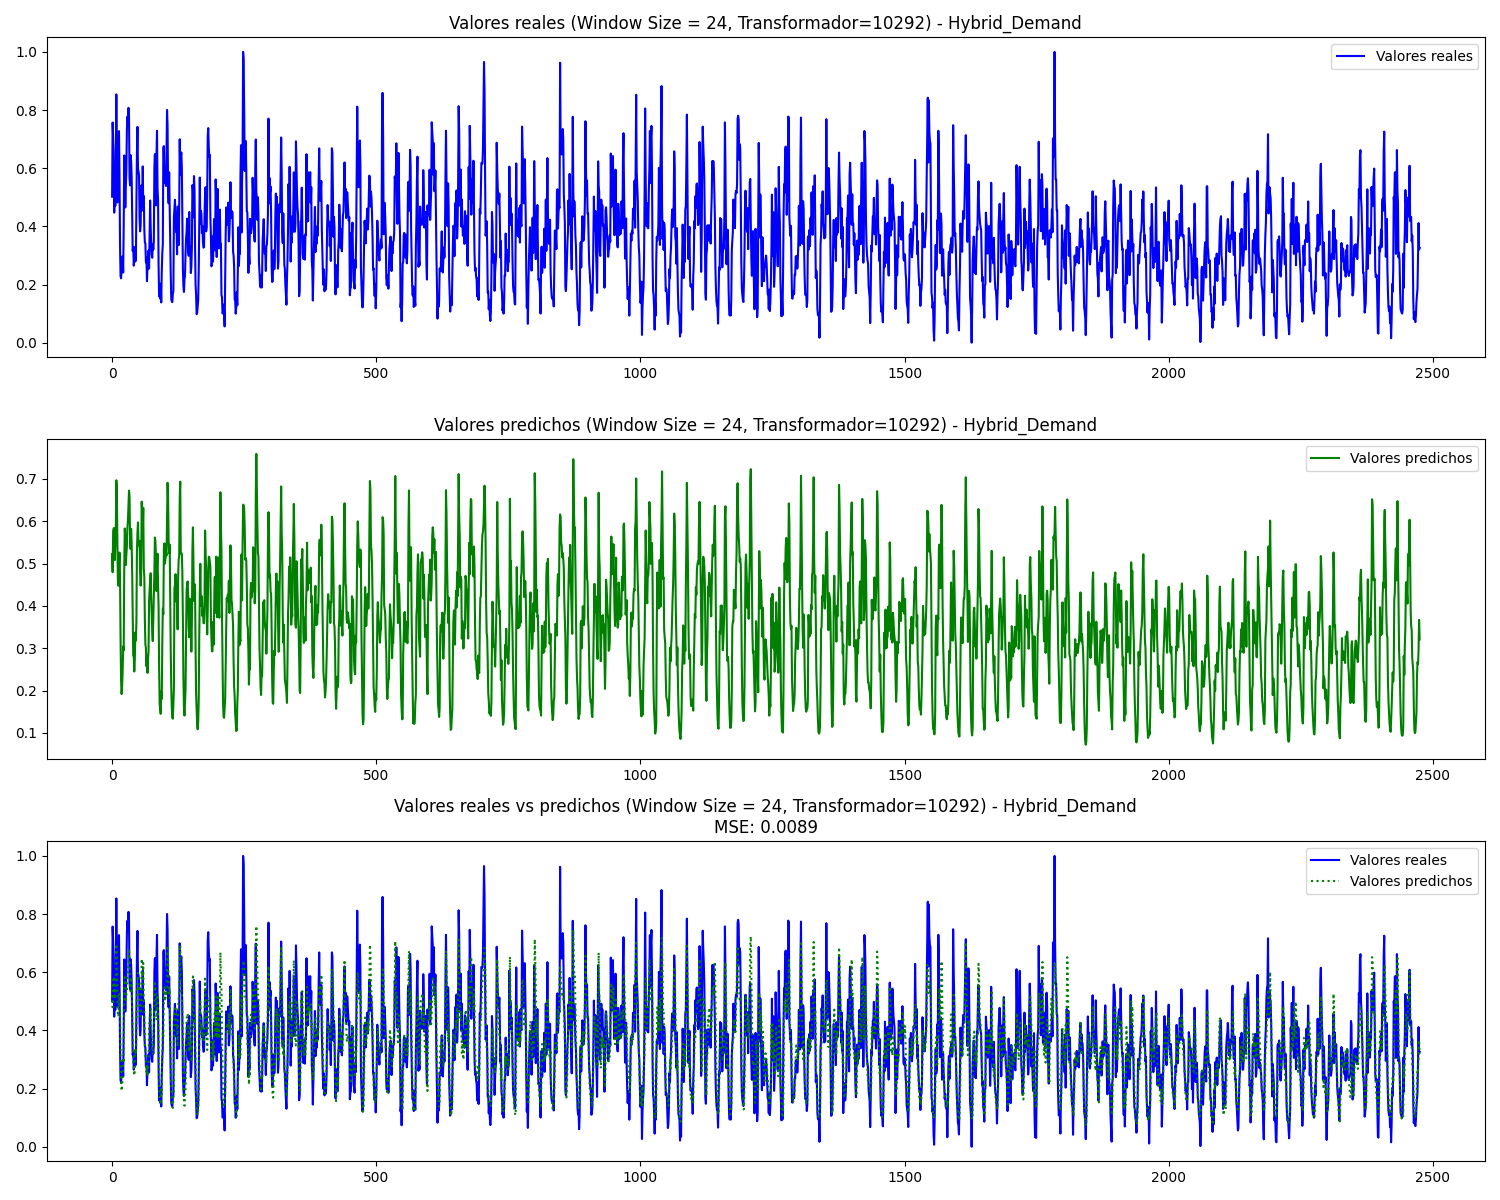 Valores reales (Window Size = 24, Transformador=10292) - Hybrid_Demand
1.0
0.8
0.6
0.4
0.2
0.0
Valores reales
0 500 1000 1500 2000 2500
Valores predichos (Window Size = 24, Transformador=10292) - Hybrid_Demand
0.7
0.6
0.5
0.4
0.3
0.2
0.1
Valores predichos
0 500 1000 1500 2000 2500
Valores reales vs predichos (Window Size = 24, Transformador=10292) - Hybrid_Demand
MSE: 0.0089
1.0
0.8
0.6
0.4
0.2
0.0
Valores reales
Valores predichos
0 500 1000 1500 2000 2500